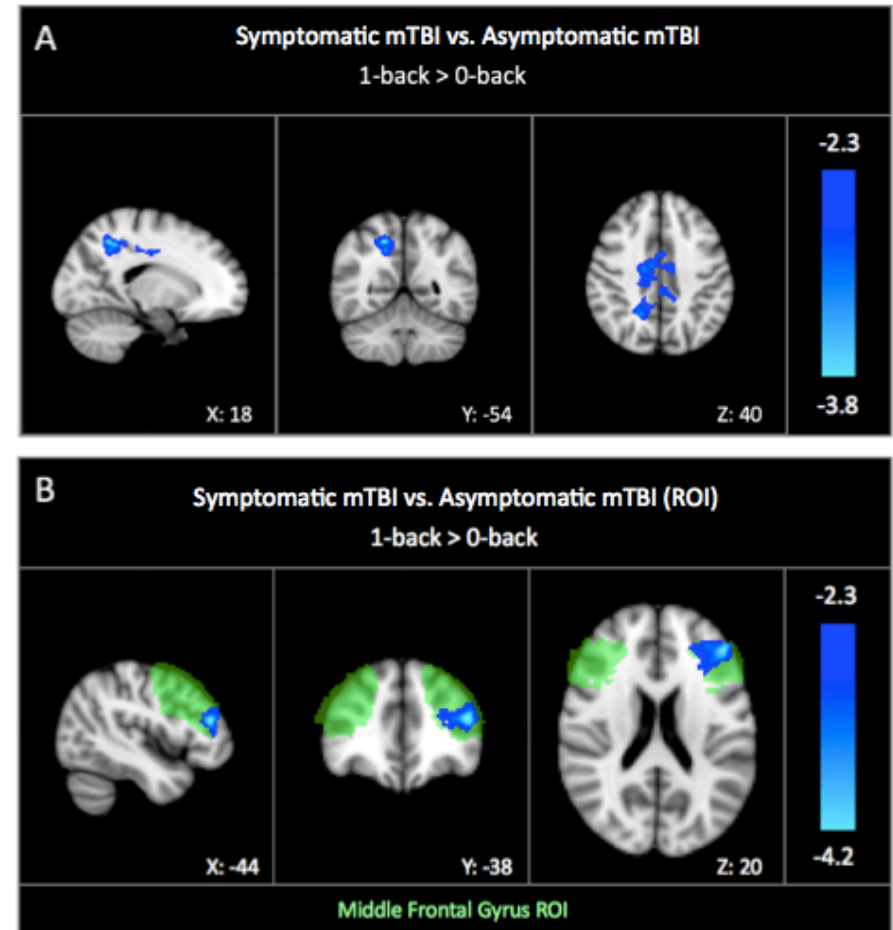 A
Symptomatic mTBI vs. Asymptomatic mTBI
1-back > 0-back
-2.3
-3.8
X: 18
Y: -54
Z: 40
B
Symptomatic mTBI vs. Asymptomatic mTBI (ROI)
1-back > 0-back
-2.3
-4.2
X: -44
Y: -38
Z: 20
Middle Frontal Gyrus ROI